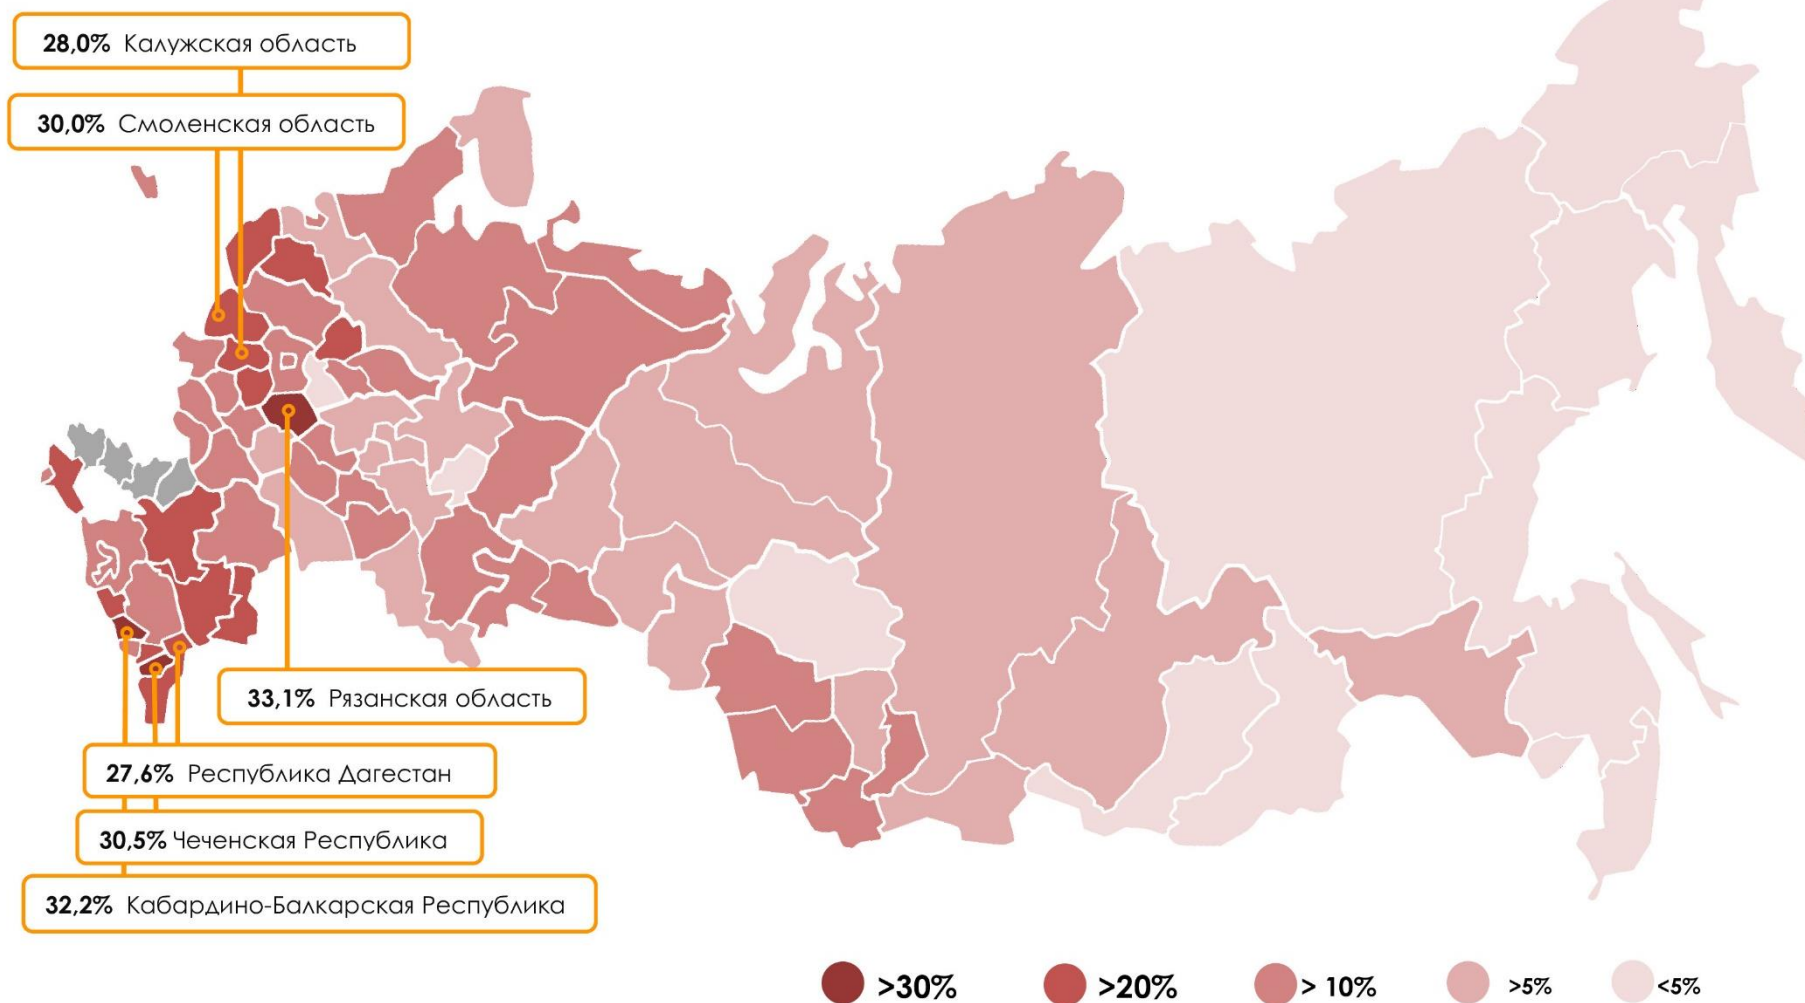 28,0% Калужская область
30,0% Смоленская область
33,1% Рязанская область
27,6% Республика Дагестан
30,5% Чеченская Республика
32,2% Кабардино-Балкарская Республика
>30% >20% > 10% >5% <5%